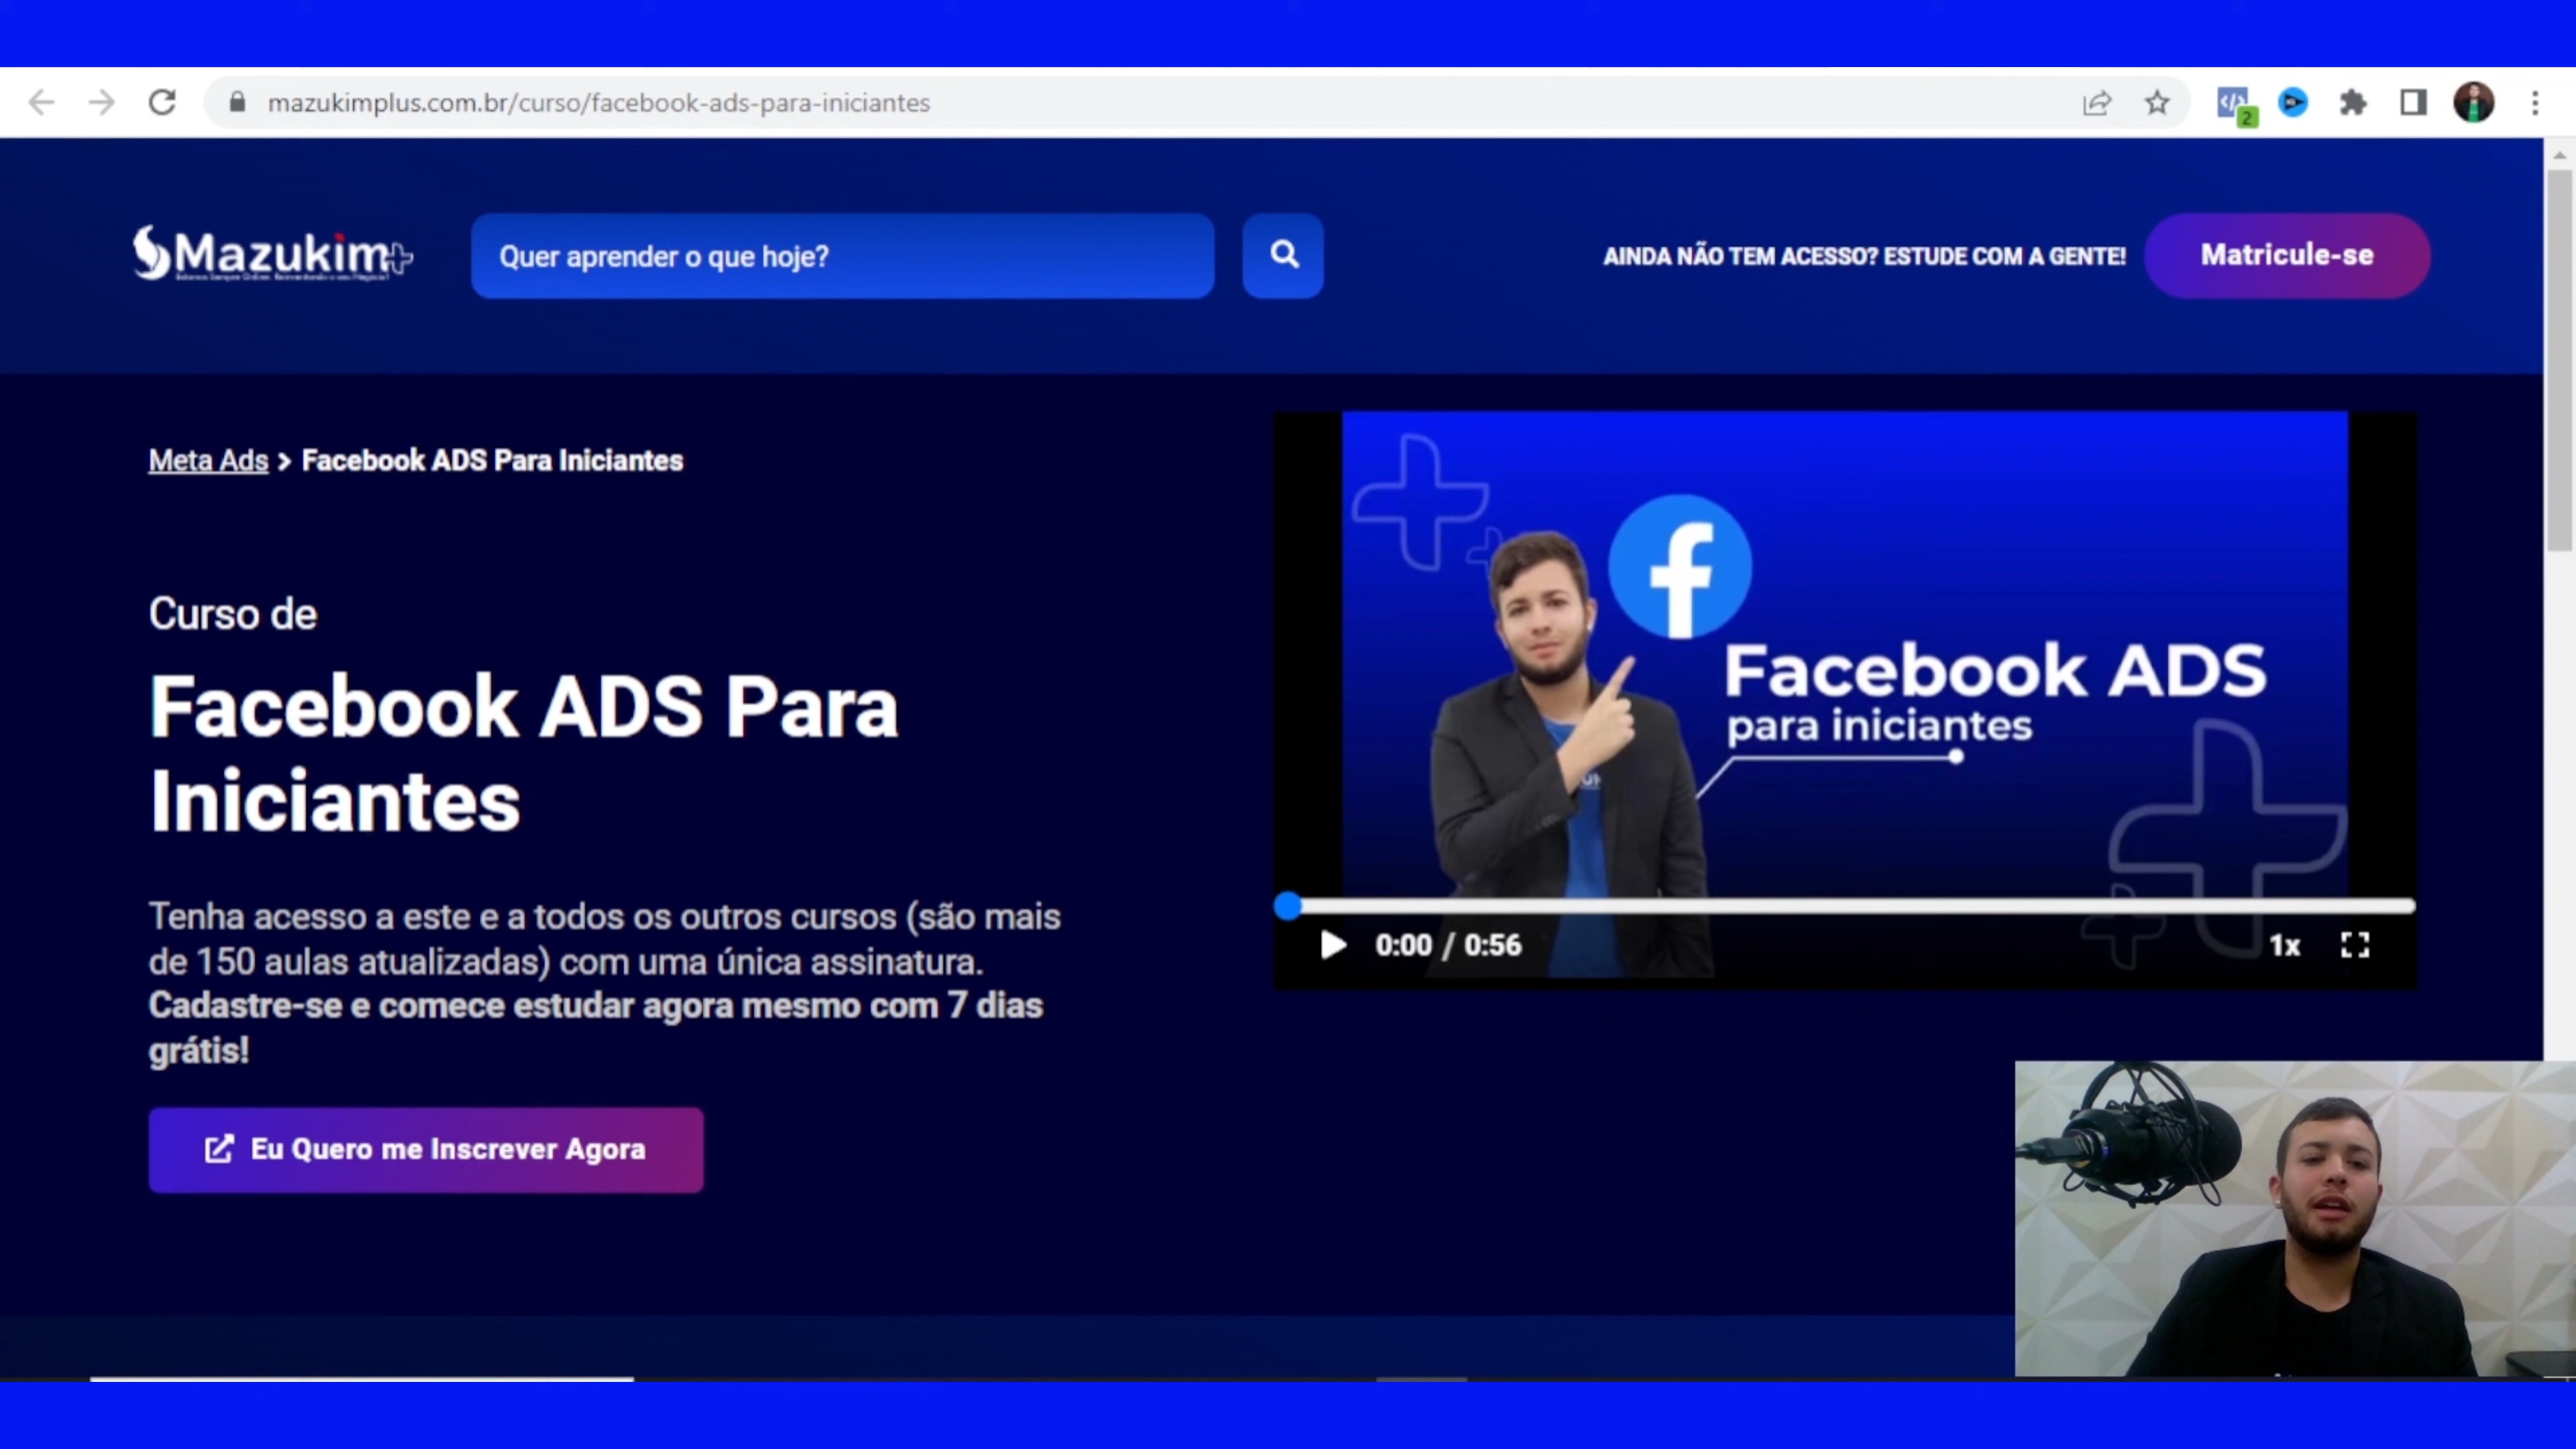 mazukimplus.com.br/curso/facebook-ads-para-iniciantes
2
Mazukim
Quer aprender o que hoje?
AINDA NÃO TEM ACESSO? ESTUDE COM A GENTE!
Matricule-se
Meta Ads > Facebook ADS Para Iniciantes
Curso de
Facebook ADS Para
Iniciantes
Tenha acesso a este e a todos os outros cursos (são mais
de 150 aulas atualizadas) com uma única assinatura.
Cadastre-se e comece estudar agora mesmo com 7 dias
grátis!
Eu Quero me Inscrever Agora
Facebook ADS
para iniciantes
0:00 / 0:56
1x